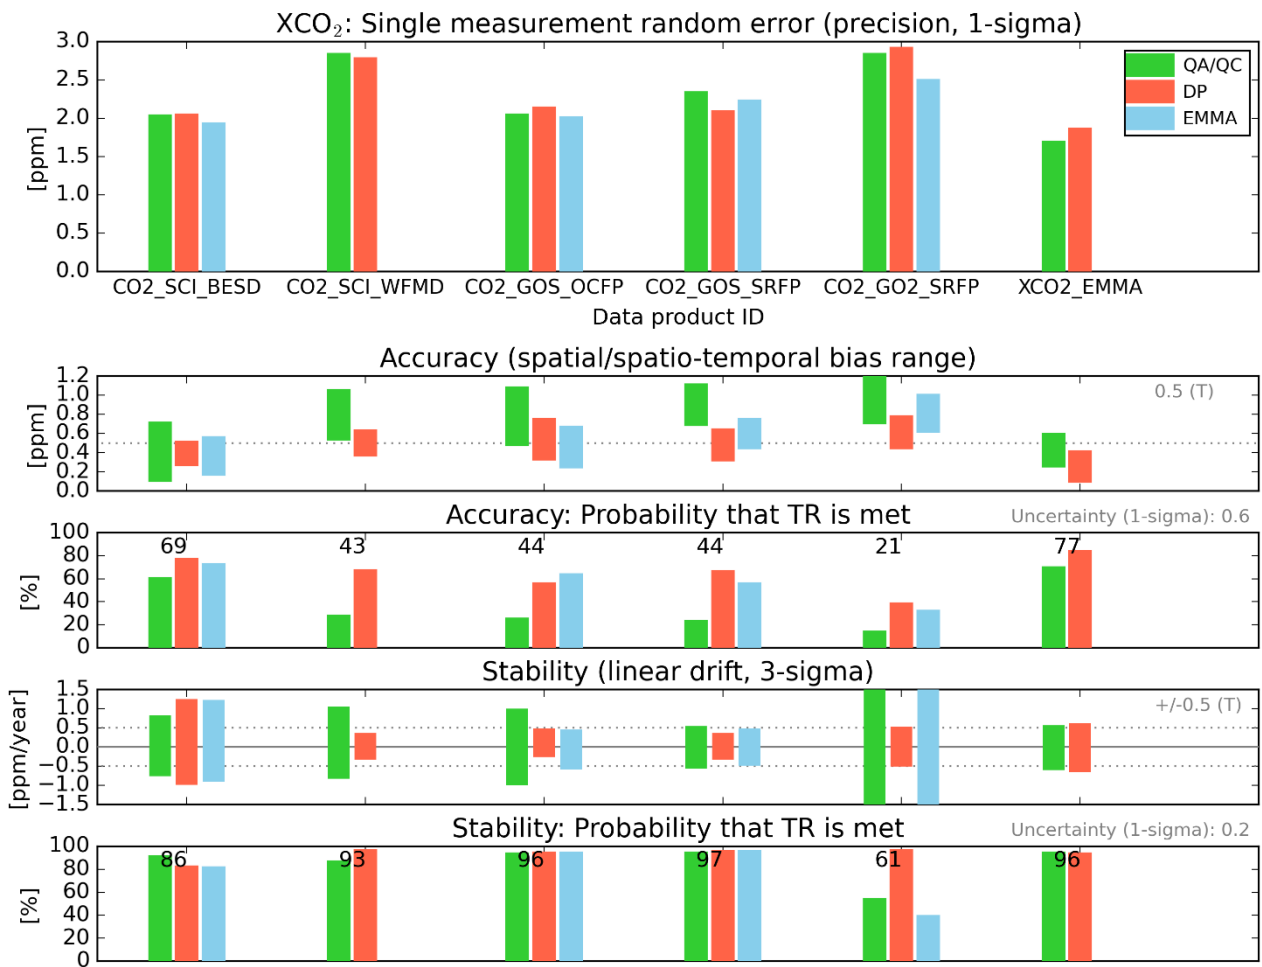 XCO₂: Single measurement random error (precision, 1-sigma)
3.0
2.5
2.0
1.5
1.0
0.5
0.0
[ppm]
QA/QC
DP
EMMA
CO2_SCI_BESD CO2_SCI_WFMD CO2_GOS_OCFP CO2_GOS_SRFP CO2_GO2_SRFP XCO2_EMMA
Data product ID
Accuracy (spatial/spatio-temporal bias range)
1.2
1.0
0.8
0.6
0.4
0.2
0.0
[ppm]
0.5 (T)
Accuracy: Probability that TR is met
Uncertainty (1-sigma): 0.6
100
80
60
40
20
0
[%]
69 43 44 44 21 77
Stability (linear drift, 3-sigma)
1.5
1.0
0.5
0.0
−0.5
−1.0
−1.5
[ppm/year]
+/-0.5 (T)
Stability: Probability that TR is met
Uncertainty (1-sigma): 0.2
100
80
60
40
20
0
[%]
86 93 96 97 61 96